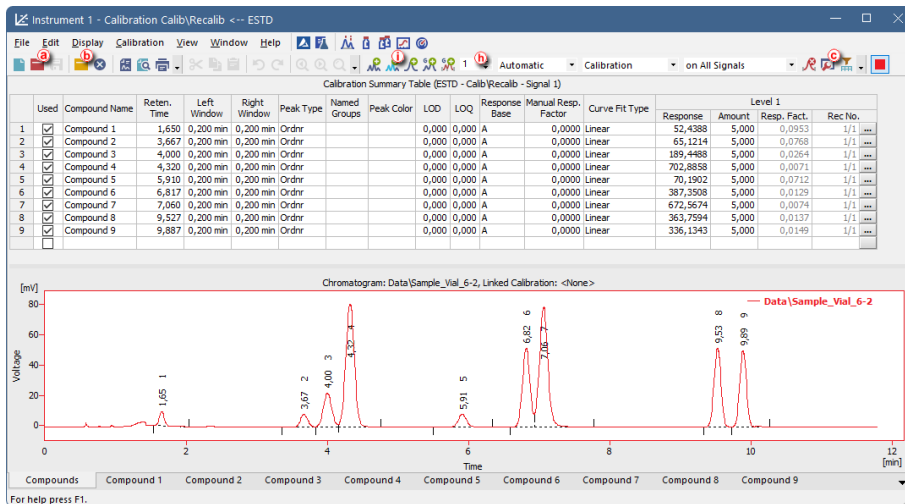 Instrument 1 - Calibration Calib\Recalib <-- ESTD
File Edit Display Calibration View Window Help
a b i 1 h Automatic Calibration on All Signals c
Calibration Summary Table (ESTD - Calib\Recalib - Signal 1)
Used Compound Name Reten. Time Left Window Right Window Peak Type Named Groups Peak Color LOD LOQ Response Base Manual Resp. Factor Curve Fit Type Level 1
Response Amount Resp. Fact. Rec No.
1 Compound 1 1,650 0,200 min 0,200 min Ordnr 0,000 0,000 A 0,0000 Linear 52,4388 5,000 0,0953 1/1 ...
2 Compound 2 3,667 0,200 min 0,200 min Ordnr 0,000 0,000 A 0,0000 Linear 65,1214 5,000 0,0768 1/1 ...
3 Compound 3 4,000 0,200 min 0,200 min Ordnr 0,000 0,000 A 0,0000 Linear 189,4488 5,000 0,0264 1/1 ...
4 Compound 4 4,320 0,200 min 0,200 min Ordnr 0,000 0,000 A 0,0000 Linear 702,8858 5,000 0,0071 1/1 ...
5 Compound 5 5,910 0,200 min 0,200 min Ordnr 0,000 0,000 A 0,0000 Linear 70,1902 5,000 0,0712 1/1 ...
6 Compound 6 6,817 0,200 min 0,200 min Ordnr 0,000 0,000 A 0,0000 Linear 387,3508 5,000 0,0129 1/1 ...
7 Compound 7 7,060 0,200 min 0,200 min Ordnr 0,000 0,000 A 0,0000 Linear 672,5674 5,000 0,0074 1/1 ...
8 Compound 8 9,527 0,200 min 0,200 min Ordnr 0,000 0,000 A 0,0000 Linear 363,7594 5,000 0,0137 1/1 ...
9 Compound 9 9,887 0,200 min 0,200 min Ordnr 0,000 0,000 A 0,0000 Linear 336,1343 5,000 0,0149 1/1 ...
Chromatogram: Data\Sample_Vial_6-2, Linked Calibration: <None>
[mV]
Data\Sample_Vial_6-2
80
60
40
20
0
Voltage
1,65 1
3,67 2
4,00 3
4,32 4
5,91 5
6,82 6
7,06 7
9,53 8
9,89 9
0 2 4 6 8 10 12
Time
[min]
Compounds Compound 1 Compound 2 Compound 3 Compound 4 Compound 5 Compound 6 Compound 7 Compound 8 Compound 9
For help press F1.